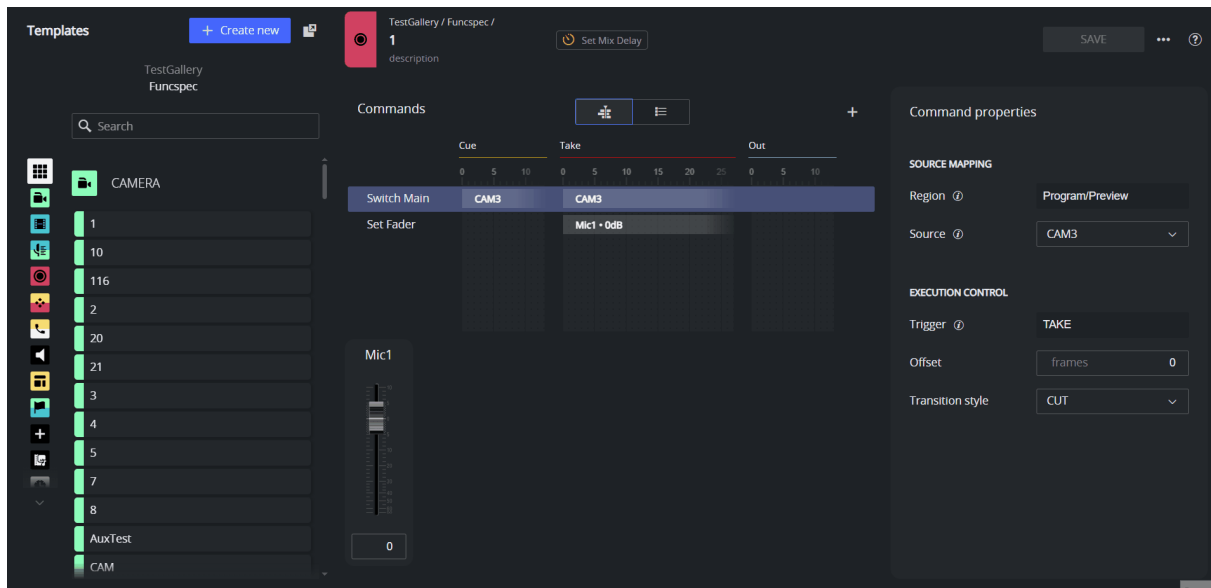 Templates
+ Create new
TestGallery
Funcspec
Search
CAMERA
1
10
116
2
20
21
3
4
5
7
8
AuxTest
CAM
TestGallery / Funcspec /
1
description
Set Mix Delay
SAVE
Commands
Cue
Take
Out
0 5 10
0 5 10 15 20 25
0 5 10
Switch Main CAM3 CAM3
Set Fader Mic1 • 0dB
Mic1
0
Command properties
SOURCE MAPPING
Region Program/Preview
Source CAM3
EXECUTION CONTROL
Trigger TAKE
Offset frames 0
Transition style CUT